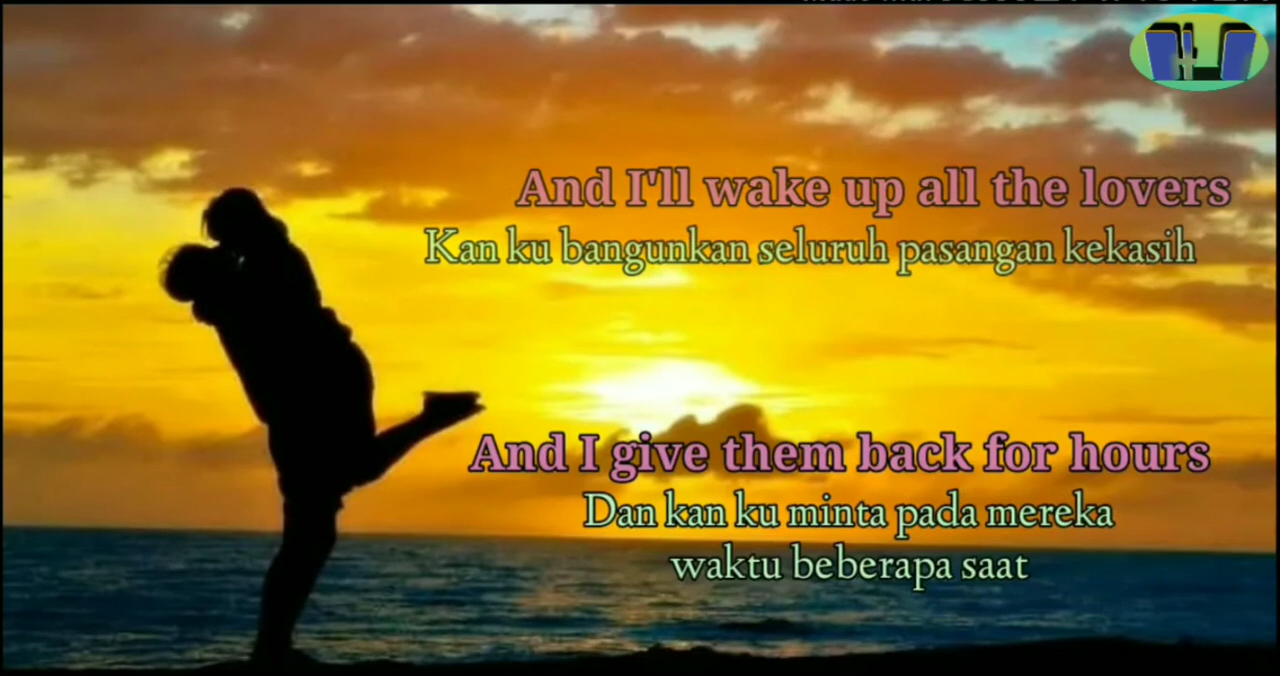 And I'll wake up all the lovers
Kan ku bangunkan seluruh pasangan kekasih
And I give them back for hours
Dan kan ku minta pada mereka
waktu beberapa saat